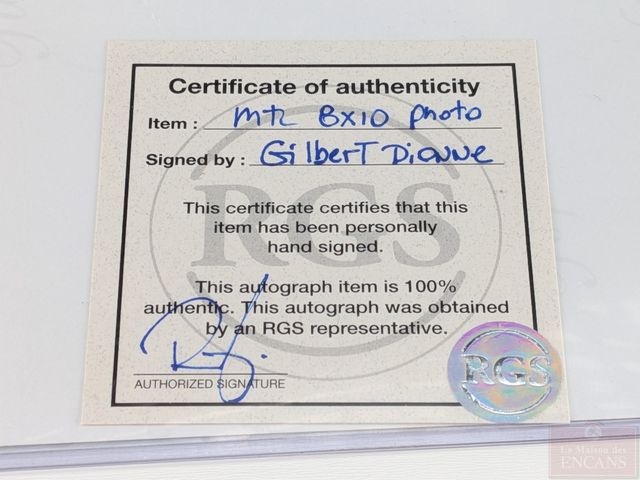 Certificate of authenticity
Item : Mtl 8x10 photo
Signed by : Gilbert Dionne
RGS
This certificate certifies that this
item has been personally
hand signed.
This autograph item is 100%
authentic. This autograph was obtained
by an RGS representative.
AUTHORIZED SIGNATURE
RGS
La Maison des
ENCANS